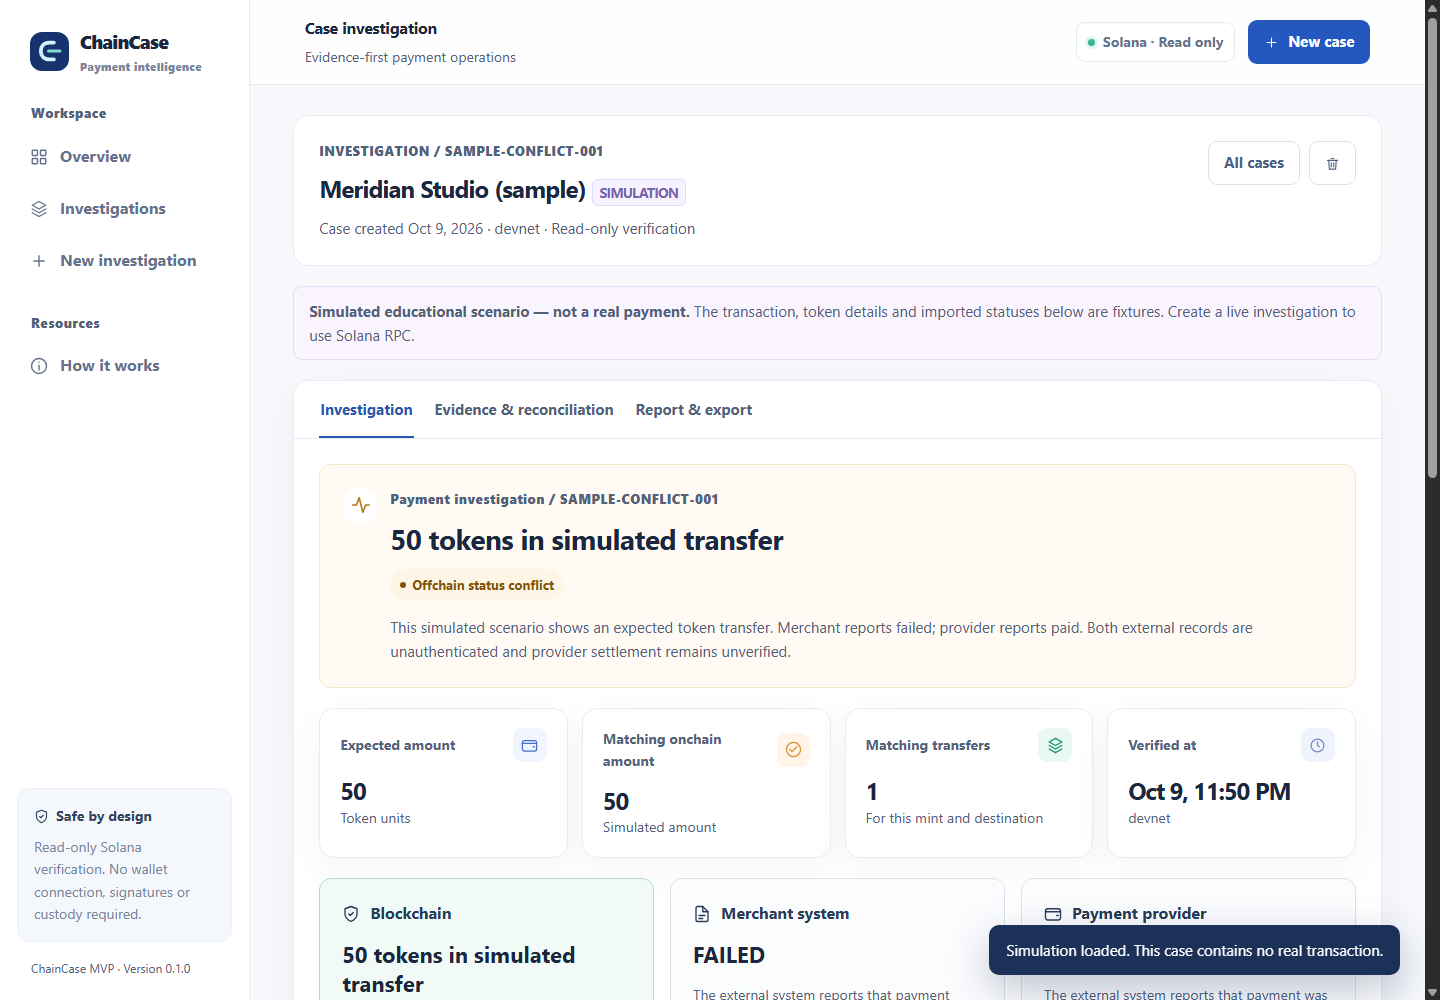 ChainCase
Payment intelligence
Workspace
Overview
Investigations
New investigation
Resources
How it works
Safe by design
Read-only Solana
verification. No wallet
connection, signatures or
custody required.
ChainCase MVP · Version 0.1.0
Case investigation
Evidence-first payment operations
Solana · Read only
New case
INVESTIGATION / SAMPLE-CONFLICT-001
Meridian Studio (sample) SIMULATION
Case created Oct 9, 2026 · devnet · Read-only verification
All cases
Simulated educational scenario — not a real payment. The transaction, token details and imported statuses below are fixtures. Create a live investigation to
use Solana RPC.
Investigation Evidence & reconciliation Report & export
Payment investigation / SAMPLE-CONFLICT-001
50 tokens in simulated transfer
Offchain status conflict
This simulated scenario shows an expected token transfer. Merchant reports failed; provider reports paid. Both external records are
unauthenticated and provider settlement remains unverified.
Expected amount
50
Token units
Matching onchain
amount
50
Simulated amount
Matching transfers
1
For this mint and destination
Verified at
Oct 9, 11:50 PM
devnet
Blockchain
50 tokens in simulated
transfer
Merchant system
FAILED
The external system reports that payment
Payment provider
The external system reports that payment was
Simulation loaded. This case contains no real transaction.